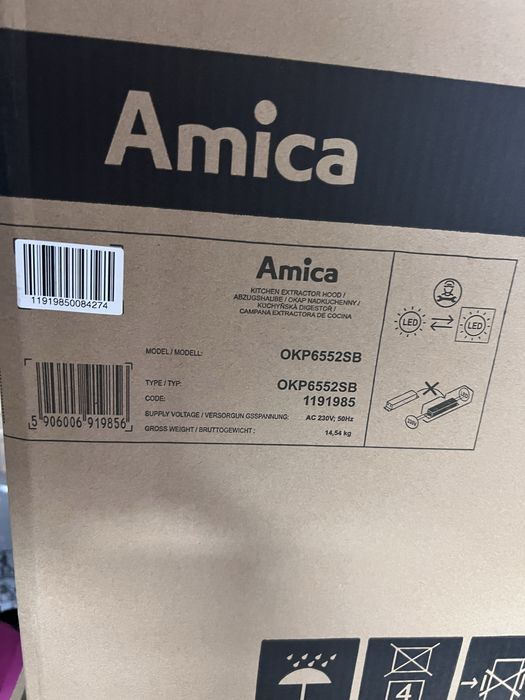 Amica
11919850084274
Amica
KITCHEN EXTRACTOR HOOD /
ABZUGSHAUBE / OKAP NADKUCHENNY /
KUCHYŇSKÁ DIGESTOŘ /
CAMPANA EXTRACTORA DE COCINA
LED
LED
MODEL / MODELL: OKP6552SB
TYPE / TYP: OKP6552SB
CODE: 1191985
SUPPLY VOLTAGE / VERSORGUN GSSPANNUNG: AC 230V; 50Hz
GROSS WEIGHT / BRUTTOGEWICHT : 14,54 kg
5 906006 919856
LED
230V
4